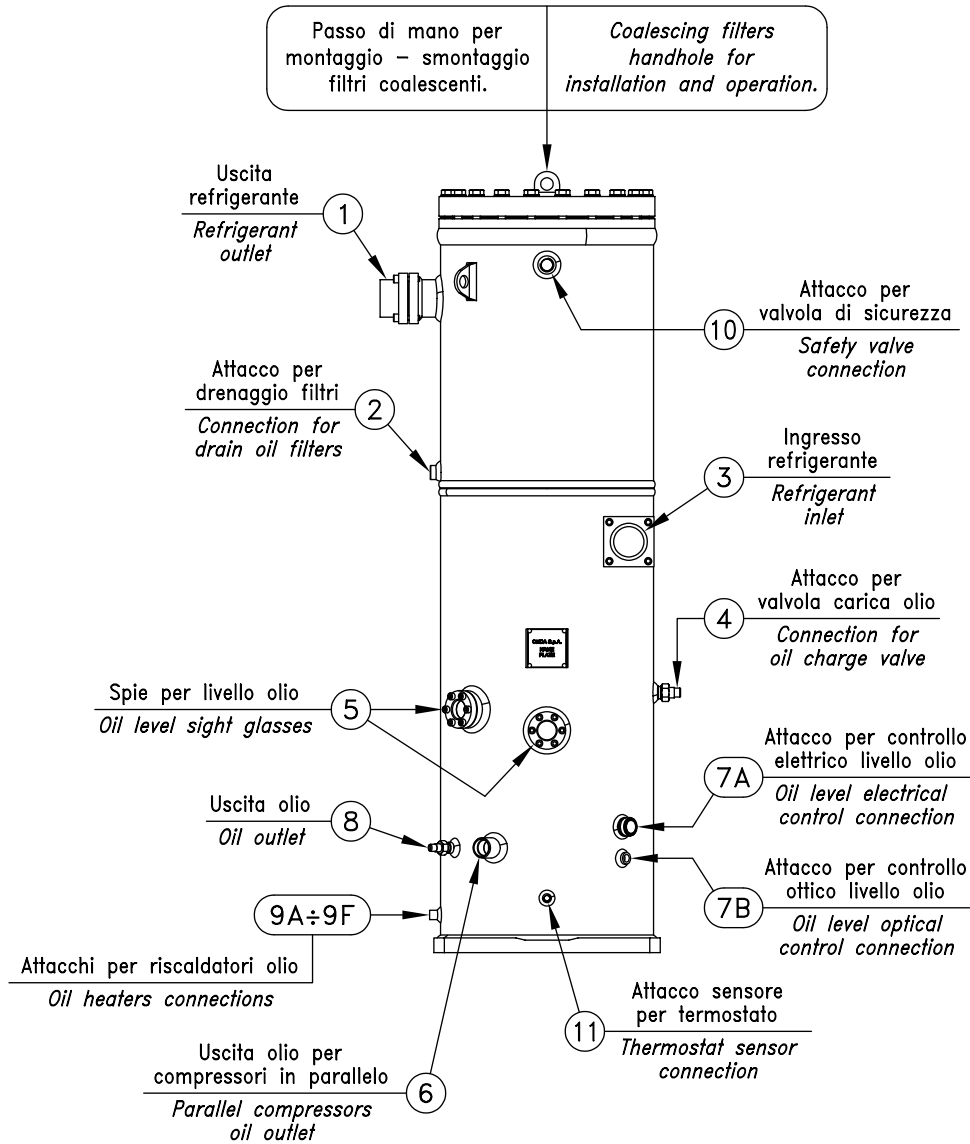 Passo di mano per
montaggio – smontaggio
filtri coalescenti.
Coalescing filters
handhole for
installation and operation.
Uscita
refrigerante
Refrigerant
outlet
1
Attacco per
valvola di sicurezza
Safety valve
connection
10
Attacco per
drenaggio filtri
Connection for
drain oil filters
2
Ingresso
refrigerante
Refrigerant
inlet
3
Attacco per
valvola carica olio
Connection for
oil charge valve
4
ONDA S.p.A.
NAME
PLATE
Spie per livello olio
Oil level sight glasses
5
Attacco per controllo
elettrico livello olio
Oil level electrical
control connection
7A
Uscita olio
Oil outlet
8
Attacco per controllo
ottico livello olio
Oil level optical
control connection
7B
9A÷9F
Attacchi per riscaldatori olio
Oil heaters connections
Attacco sensore
per termostato
Thermostat sensor
connection
11
Uscita olio per
compressori in parallelo
Parallel compressors
oil outlet
6